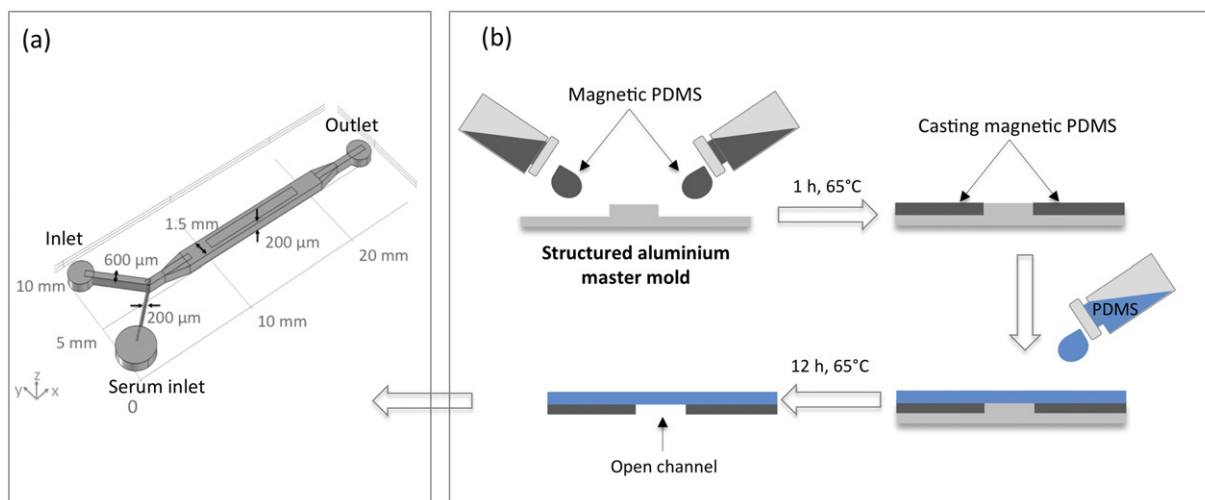 (a)
Outlet
1.5 mm
200 µm
20 mm
Inlet
600 µm
10 mm
200 µm
10 mm
5 mm
Serum inlet
0
z
y
x
(b)
Magnetic PDMS
Structured aluminium
master mold
1 h, 65°C
Casting magnetic PDMS
PDMS
12 h, 65°C
Open channel